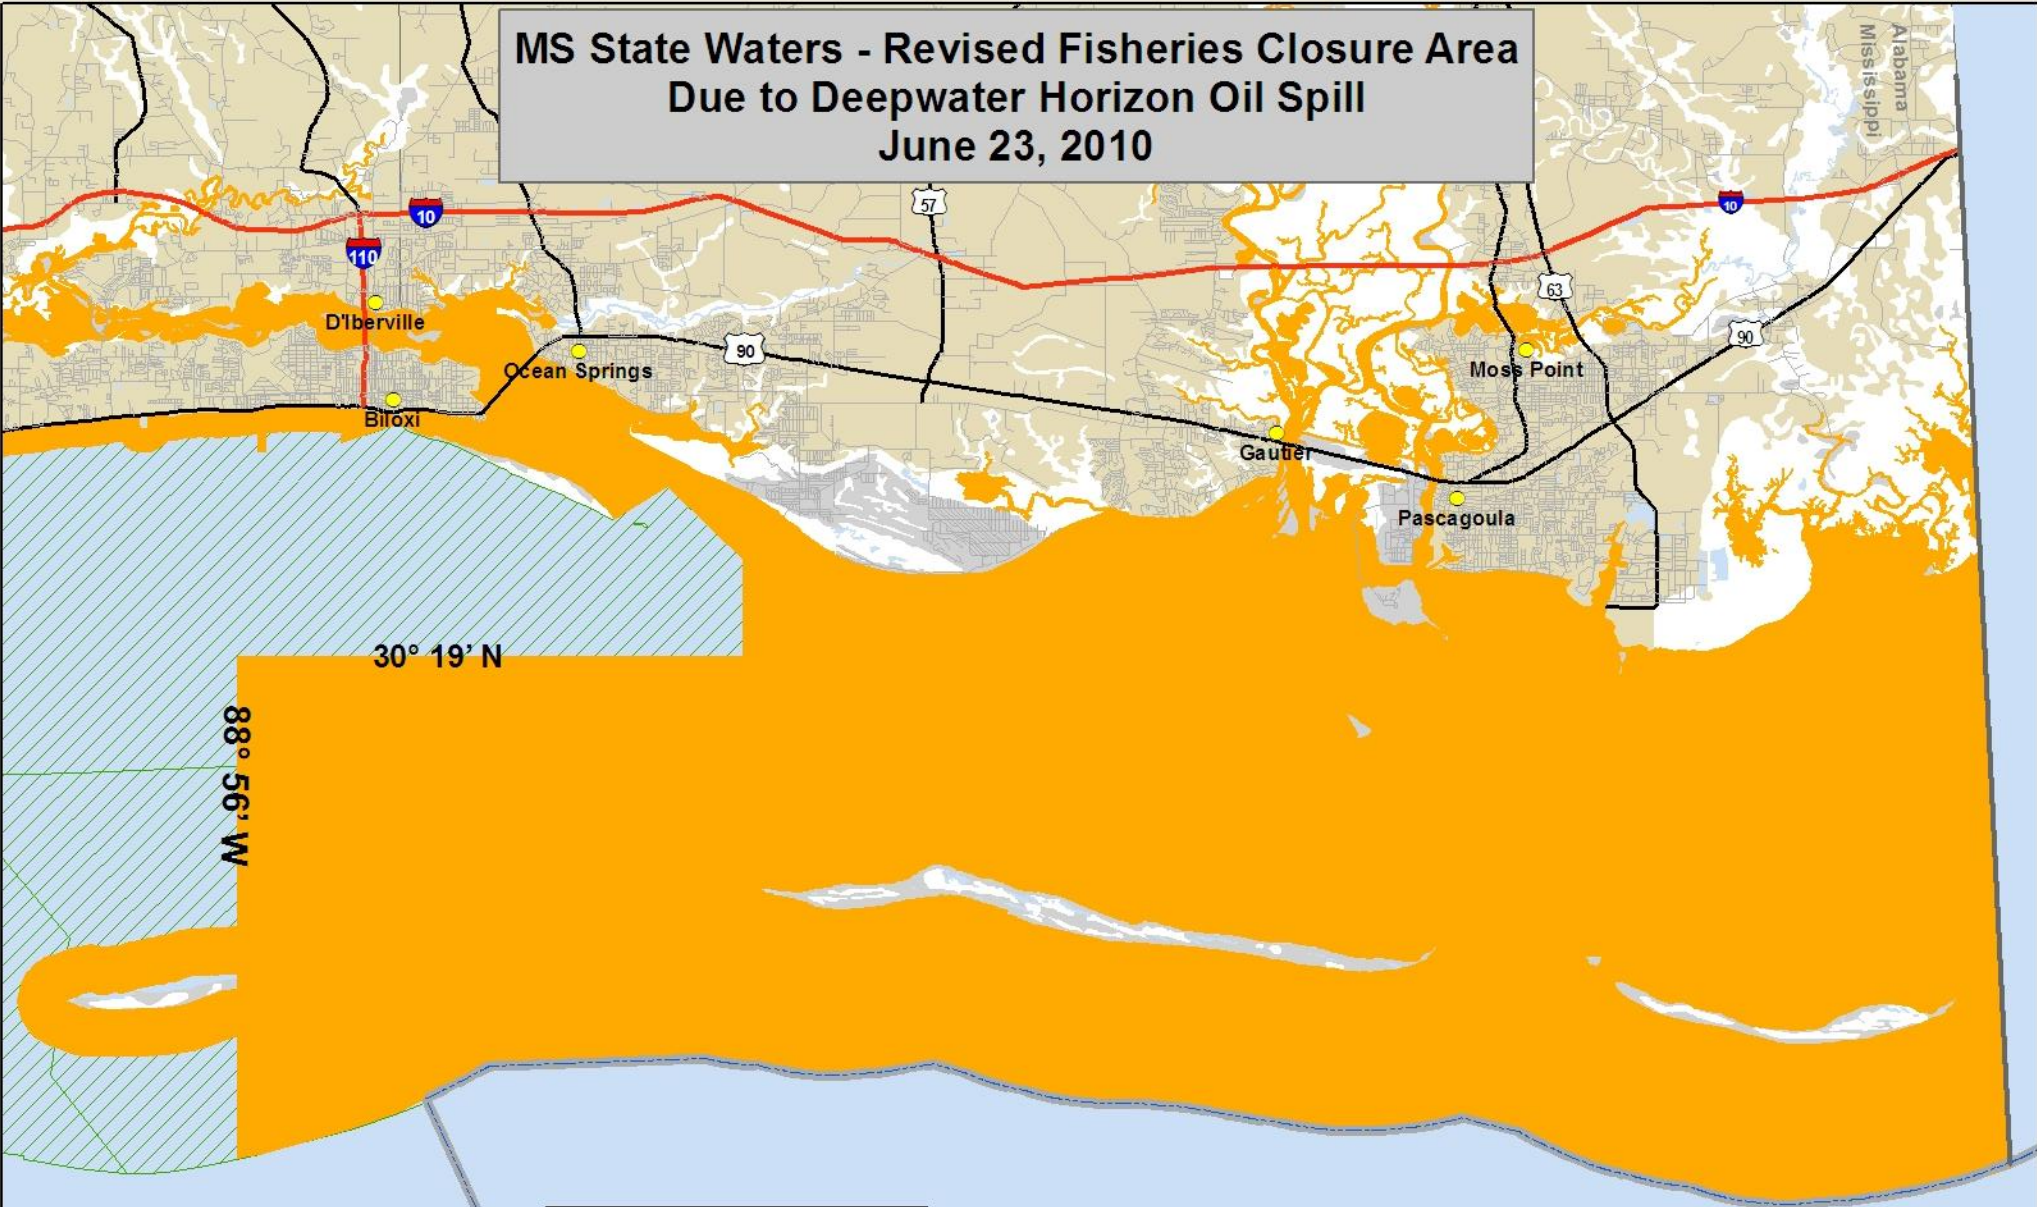 MS State Waters - Revised Fisheries Closure Area
Due to Deepwater Horizon Oil Spill
June 23, 2010
Alabama
Mississippi
10
57
10
110
63
D'Iberville
90
90
Ocean Springs
Moss Point
Biloxi
Gautier
Pascagoula
30° 19’ N
88° 56’ W